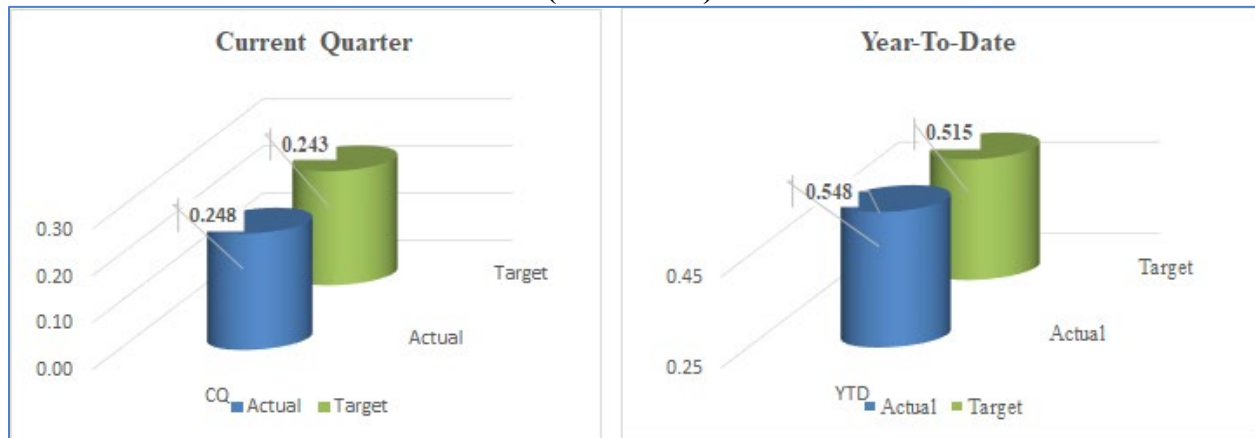 Current Quarter
0.243
0.248
0.30
0.20
0.10
0.00
Target
Actual
CQ
Actual Target
Year-To-Date
0.515
0.548
0.45
0.25
Target
Actual
YTD
Actual Target